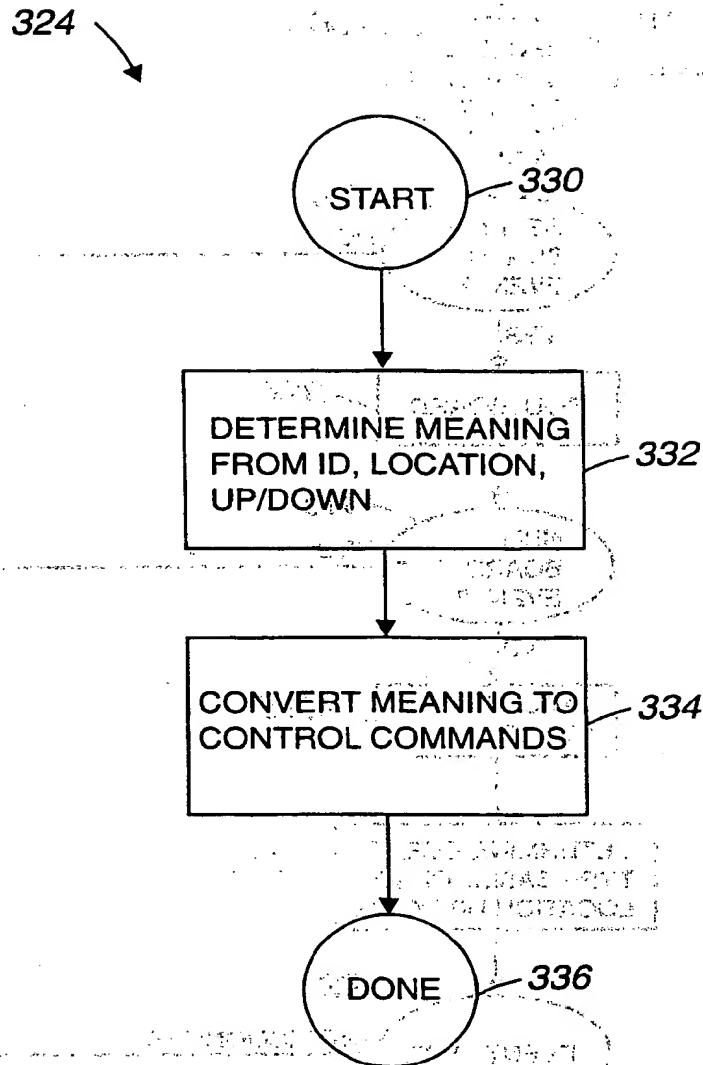 324
START
330
DETERMINE MEANING
FROM ID, LOCATION,
UP/DOWN
332
CONVERT MEANING TO
CONTROL COMMANDS
334
DONE
336